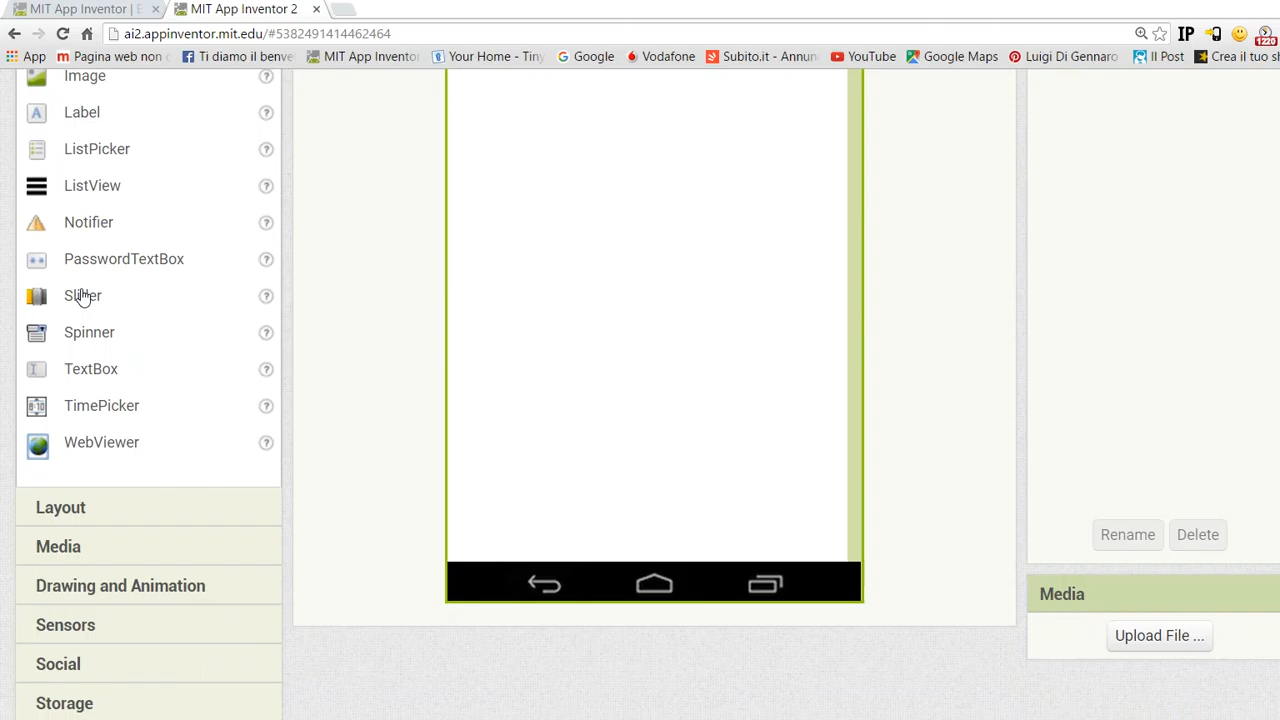 MIT App Inventor | E
MIT App Inventor 2
ai2.appinventor.mit.edu/#5382491414462464
IP
1220
App
Pagina web non
Ti diamo il benve
MIT App Inventor
Your Home - Tiny
Google
Vodafone
Subito.it - Annun
YouTube
Google Maps
Luigi Di Gennaro
Il Post
Crea il tuo s
Image ?
Label ?
ListPicker ?
ListView ?
Notifier ?
PasswordTextBox ?
Slider ?
Spinner ?
TextBox ?
TimePicker ?
WebViewer ?
Layout
Media
Drawing and Animation
Sensors
Social
Storage
Rename Delete
Media
Upload File ...